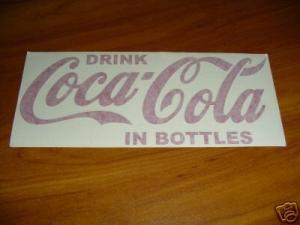 DRINK
Coca-Cola
IN BOTTLES